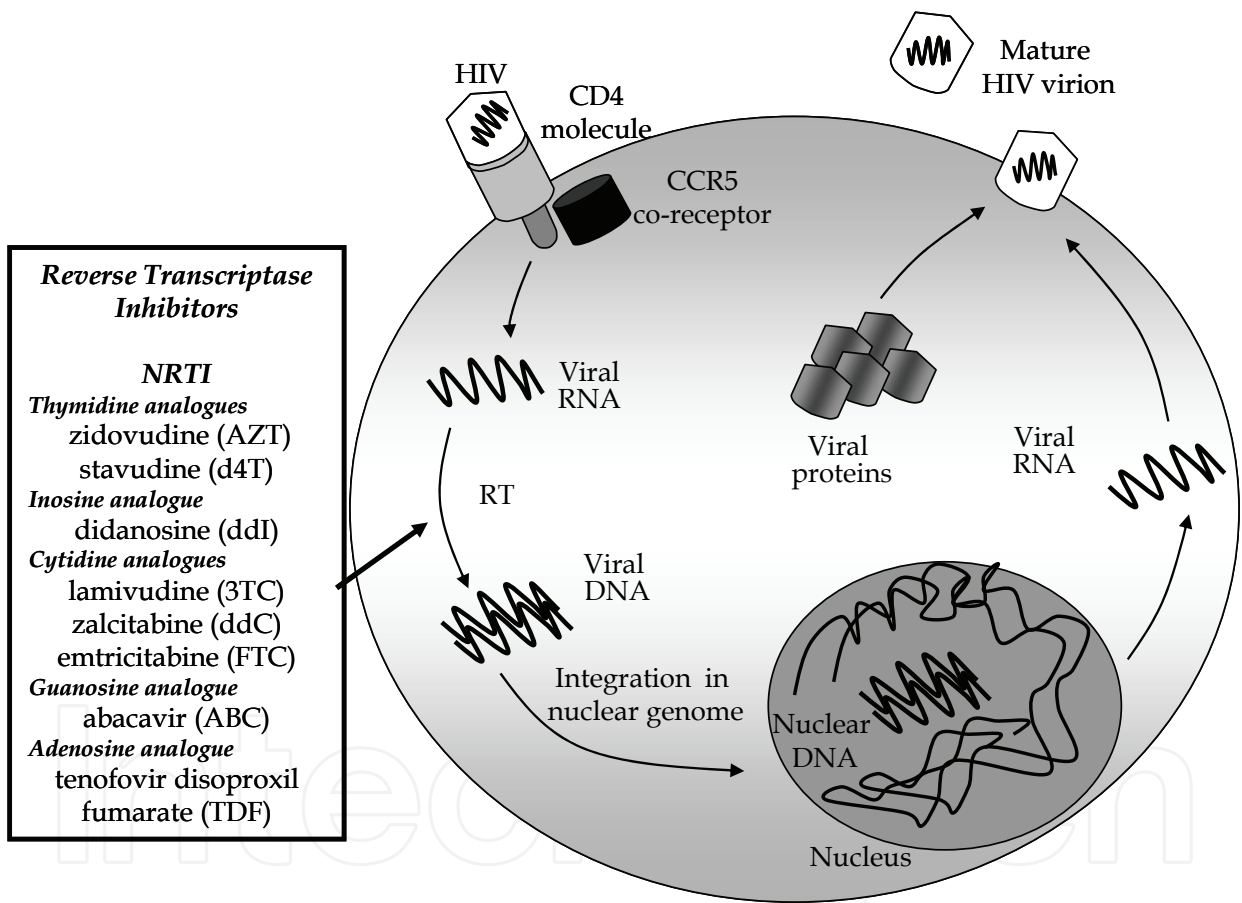 HIV
CD4
molecule
CCR5
co-receptor
Mature
HIV virion
Reverse Transcriptase
Inhibitors
NRTI
Thymidine analogues
zidovudine (AZT)
stavudine (d4T)
Inosine analogue
didanosine (ddI)
Cytidine analogues
lamivudine (3TC)
zalcitabine (ddC)
emtricitabine (FTC)
Guanosine analogue
abacavir (ABC)
Adenosine analogue
tenofovir disoproxil
fumarate (TDF)
Viral
RNA
RT
Viral
DNA
Integration in
nuclear genome
Viral
proteins
Viral
RNA
Nuclear
DNA
Nucleus